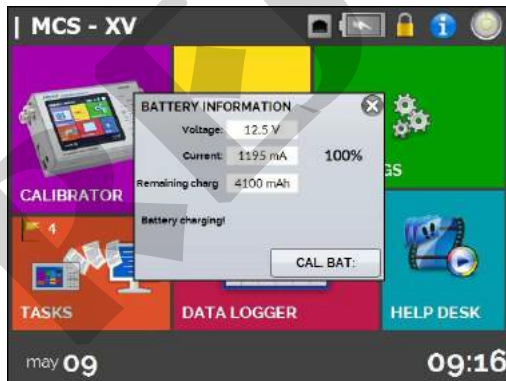 | MCS - XV
BATTERY INFORMATION
Voltage: 12.5 V
Current: 1195 mA 100%
Remaining charg 4100 mAh
Battery charging!
CAL. BAT:
GS
CALIBRATOR
4
TASKS
DATA LOGGER
HELP DESK
may 09
09:16